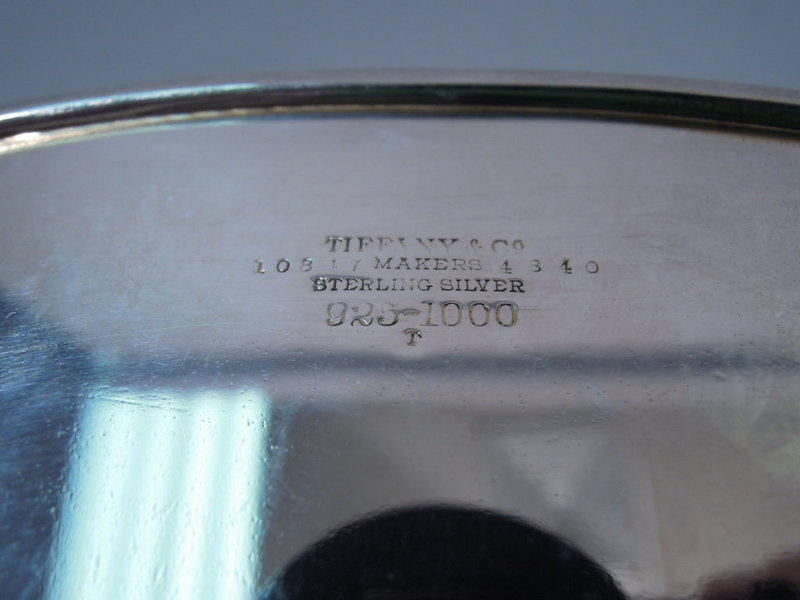 TIFFANY & Co
MAKERS 4340
STERLING SILVER
925-1000
T